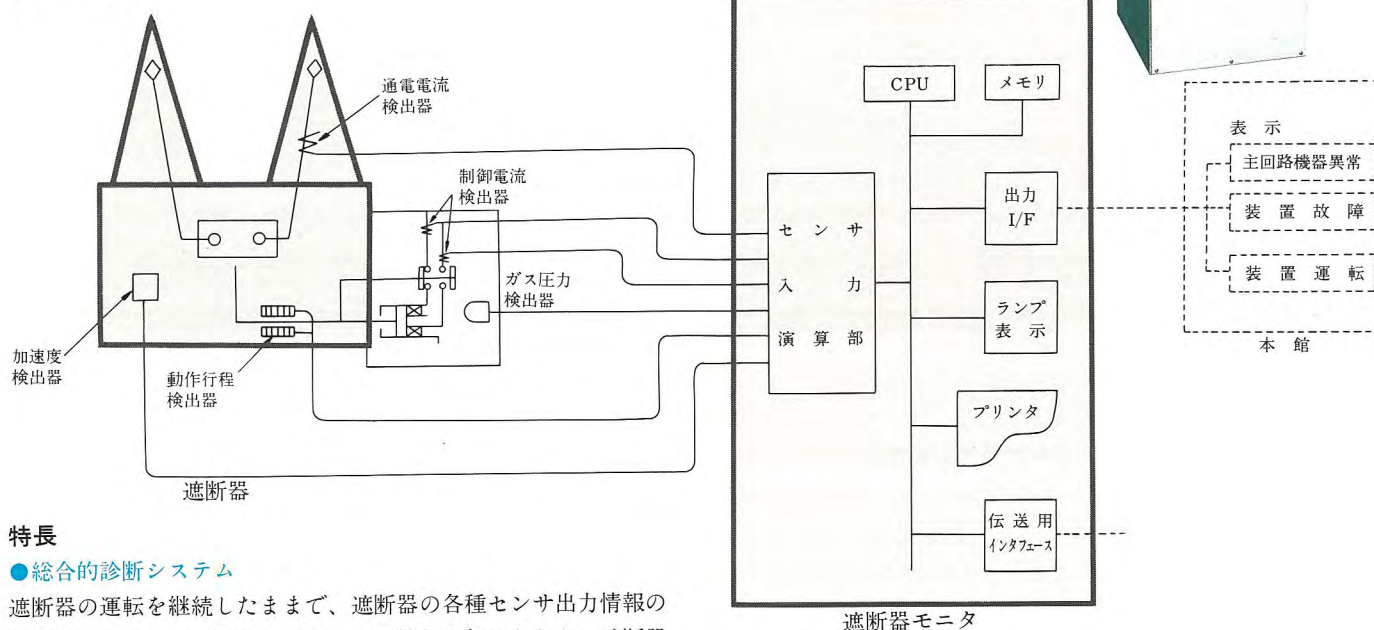 通電電流
検出器
制御電流
検出器
ガス圧力
検出器
加速度
検出器
動作行程
検出器
遮断器
CPU
メモリ
センサ
入力
演算部
出力
I/F
ランプ
表示
プリンタ
伝送用
インタフェース
遮断器モニタ
表示
主回路機器異常
装置故障
装置運転
本館
特長
●総合的診断システム
遮断器の運転を継続したままで、遮断器の各種センサ出力情報の